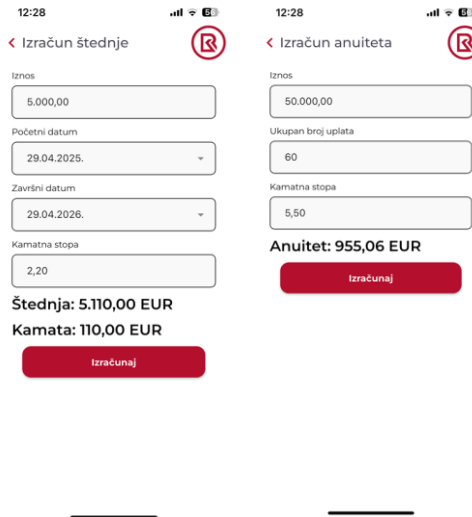 12:28
Izračun štednje
Iznos
5.000,00
Početni datum
29.04.2025.
Završni datum
29.04.2026.
Kamatna stopa
2,20
Štednja: 5.110,00 EUR
Kamata: 110,00 EUR
Izračunaj
12:28
Izračun anuiteta
Iznos
50.000,00
Ukupan broj uplata
60
Kamatna stopa
5,50
Anuitet: 955,06 EUR
Izračunaj